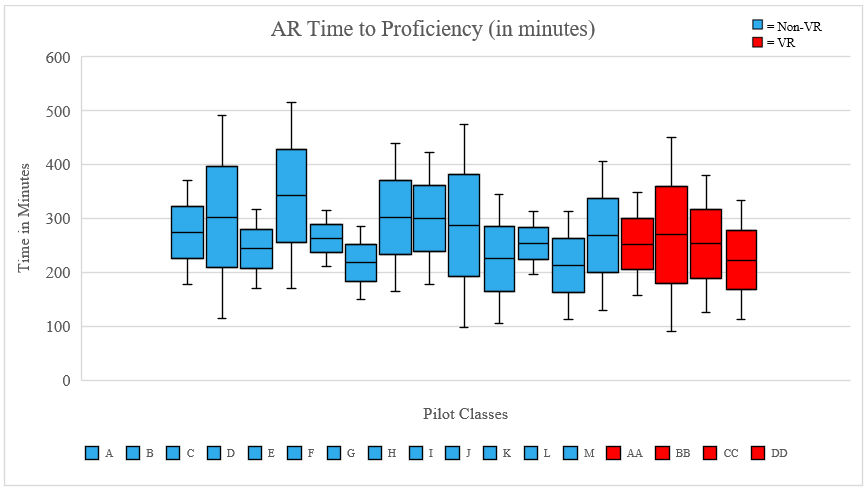 AR Time to Proficiency (in minutes)
= Non-VR
= VR
600
500
400
300
200
100
0
Time in Minutes
Pilot Classes
A B C D E F G H I J K L M AA BB CC DD